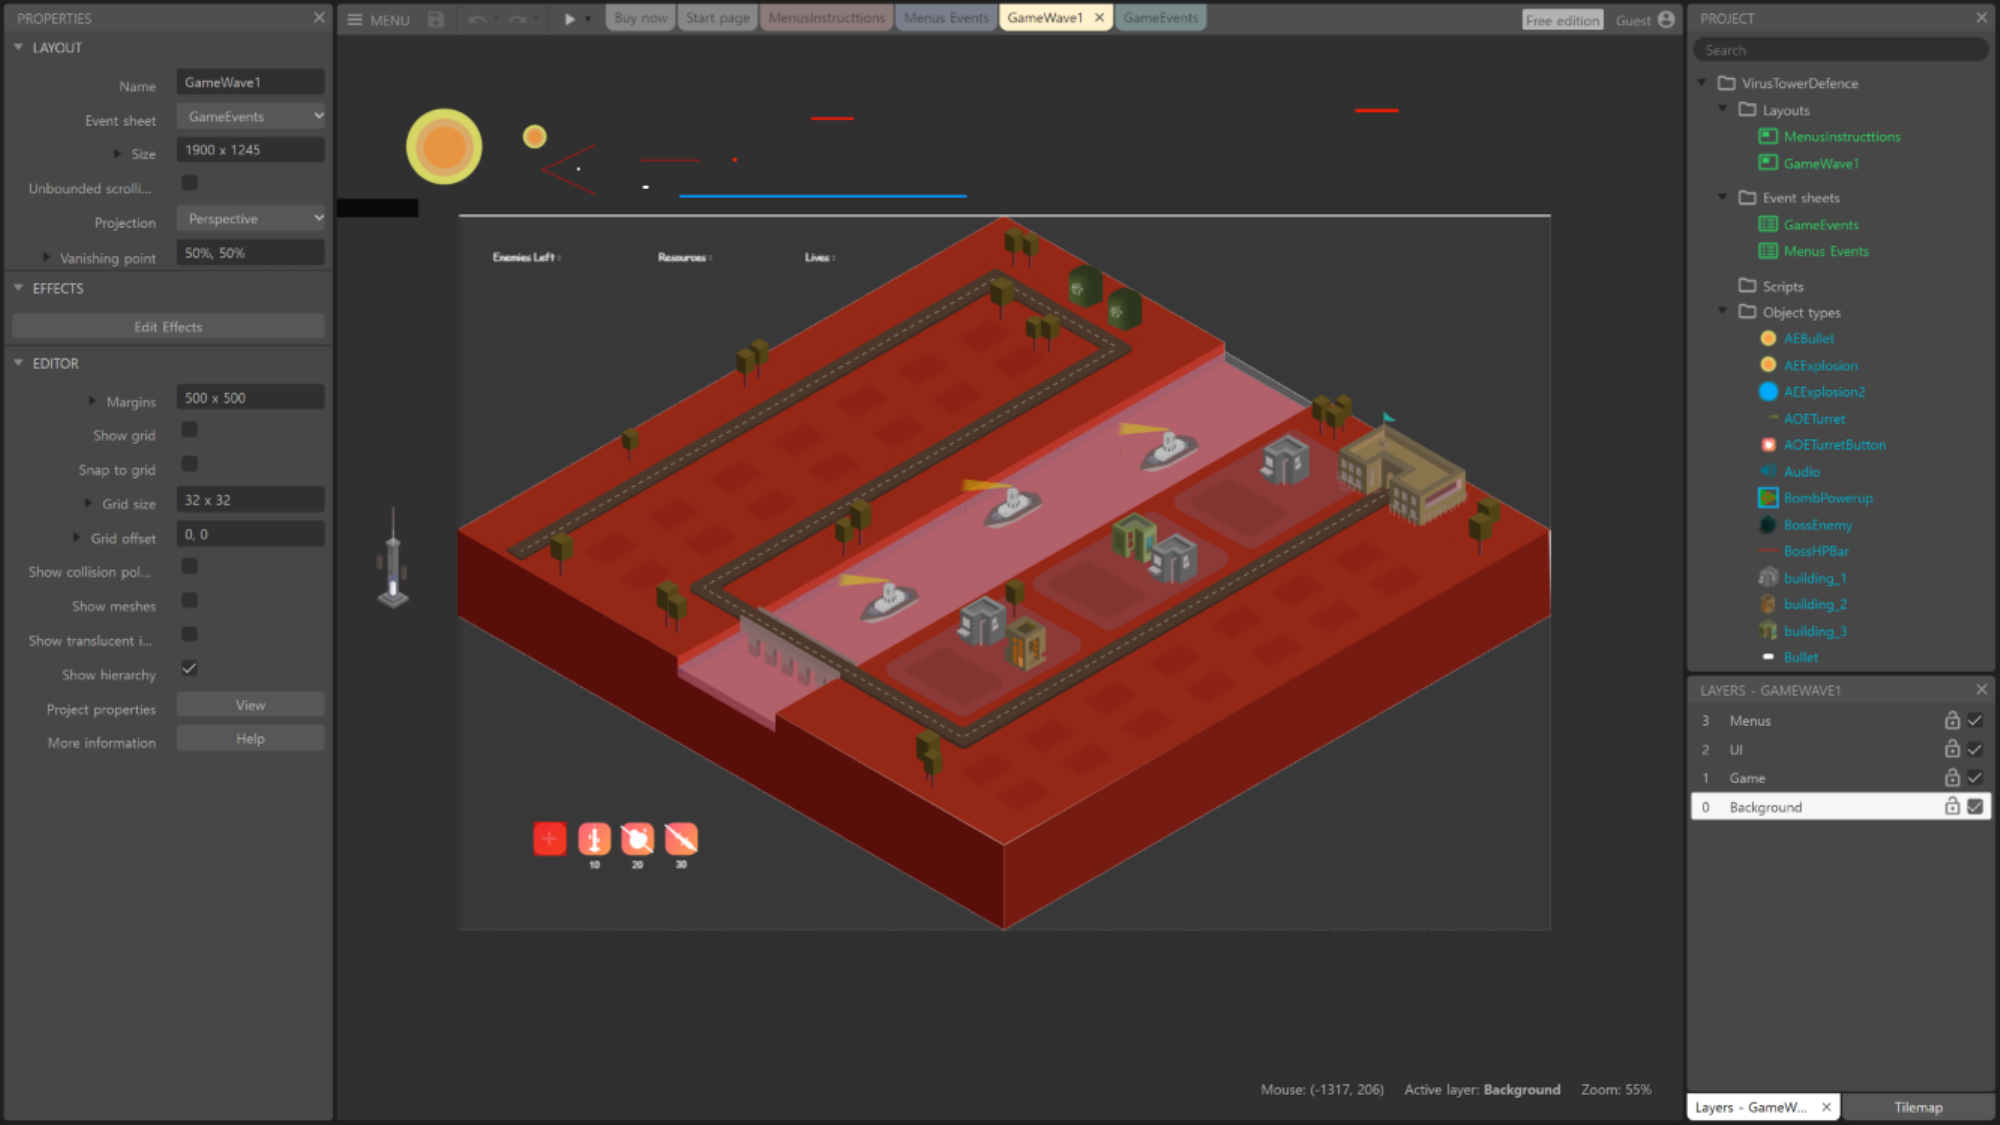 PROPERTIES
LAYOUT
Name GameWave1
Event sheet GameEvents
Size 1900 x 1245
Unbounded scrolli...
Projection Perspective
Vanishing point 50%, 50%
EFFECTS
Edit Effects
EDITOR
Margins 500 x 500
Show grid
Snap to grid
Grid size 32 x 32
Grid offset 0, 0
Show collision pol...
Show meshes
Show translucent i...
Show hierarchy
Project properties View
More information Help
MENU
Buy now
Start page
MenusInstructtions
Menus Events
GameWave1
GameEvents
Free edition
Guest
Enemies Left : Resources : Lives :
10 20 30
Mouse: (-1317, 206) Active layer: Background Zoom: 55%
PROJECT
Search
VirusTowerDefence
Layouts
MenusInstructtions
GameWave1
Event sheets
GameEvents
Menus Events
Scripts
Object types
AEBullet
AEExplosion
AEExplosion2
AOETurret
AOETurretButton
Audio
BombPowerup
BossEnemy
BossHPBar
building_1
building_2
building_3
Bullet
LAYERS - GAMEWAVE1
3 Menus
2 UI
1 Game
0 Background
Layers - GameW...
Tilemap